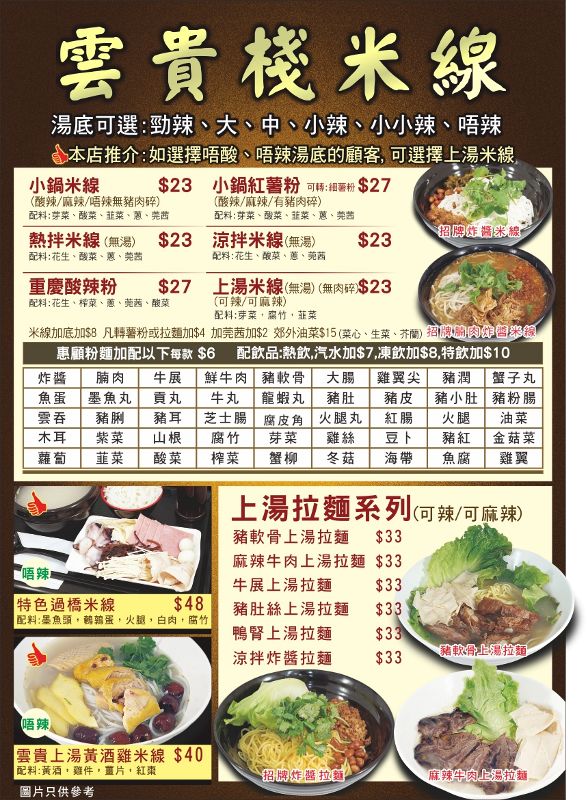 雲貴棧米線
湯底可選:勁辣、大、中、小辣、小小辣、唔辣
本店推介:如選擇唔酸、唔辣湯底的顧客,可選擇上湯米線
小鍋米線 $23
(酸辣/麻辣/唔辣無豬肉碎)
配料:芽菜、酸菜、韮菜、蔥、莞茜
小鍋紅薯粉 可轉:細薯粉 $27
(酸辣/麻辣/有豬肉碎)
配料:芽菜、酸菜、韮菜、蔥、莞茜
招牌炸醬米線
熱拌米線(無湯) $23
配料:花生、酸菜、蔥、莞茜
涼拌米線(無湯) $23
配料:花生、酸菜、蔥、莞茜
重慶酸辣粉 $27
配料:花生、榨菜、蔥、莞茜、酸菜
上湯米線(無湯)(無肉碎)$23
(可辣/可麻辣)
配料:芽菜,腐竹,韮菜
招牌腩肉炸醬米線
米線加底加$8 凡轉薯粉或拉麵加$4 加莞茜加$2 郊外油菜$15(菜心、生菜、芥蘭)
惠顧粉麵加配以下每款 $6 配飲品:熱飲,汽水加$7,凍飲加$8,特飲加$10
炸醬 腩肉 牛展 鮮牛肉 豬軟骨 大腸 雞翼尖 豬潤 蟹子丸
魚蛋 墨魚丸 貢丸 牛丸 龍蝦丸 豬肚 豬皮 豬小肚 豬粉腸
雲吞 豬脷 豬耳 芝士腸 腐皮角 火腿丸 紅腸 火腿 油菜
木耳 紫菜 山根 腐竹 芽菜 雞絲 豆卜 豬紅 金菇菜
蘿蔔 韮菜 酸菜 榨菜 蟹柳 冬菇 海帶 魚腐 雞翼
唔辣
特色過橋米線 $48
配料:墨魚頭,鵪鶉蛋,火腿,白肉,腐竹
唔辣
雲貴上湯黃酒雞米線 $40
配料:黃酒,雞件,薑片,紅棗
圖片只供參考
上湯拉麵系列(可辣/可麻辣)
豬軟骨上湯拉麵 $33
麻辣牛肉上湯拉麵 $33
牛展上湯拉麵 $33
豬肚絲上湯拉麵 $33
鴨腎上湯拉麵 $33
涼拌炸醬拉麵 $33
豬軟骨上湯拉麵
招牌炸醬拉麵
麻辣牛肉上湯拉麵